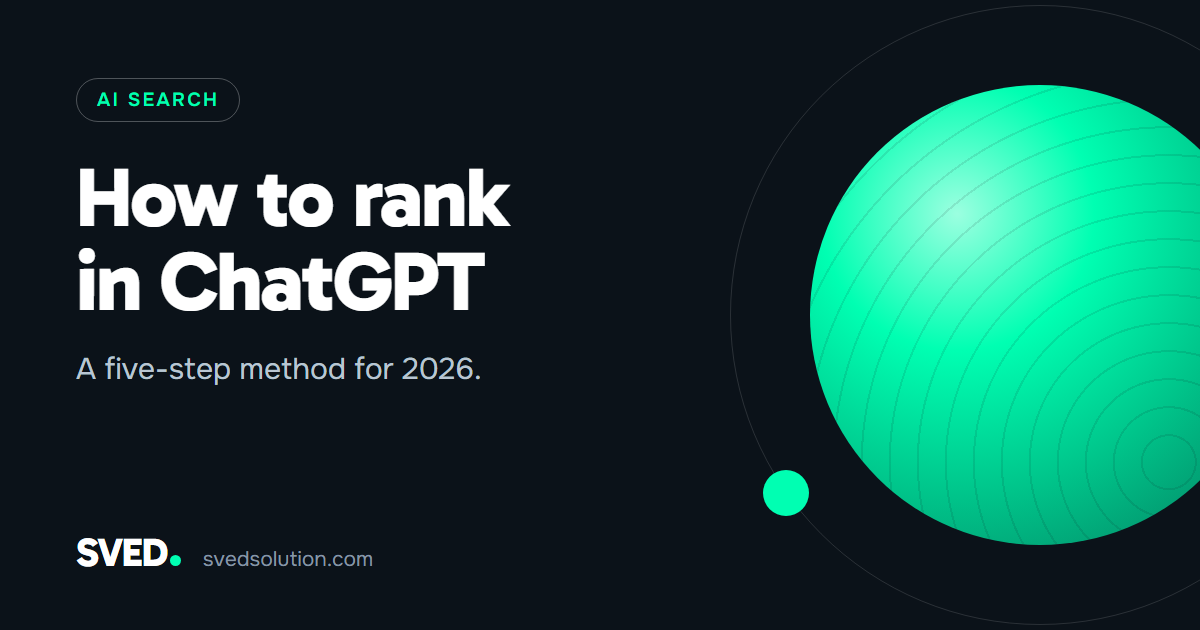 AI SEARCH
How to rank
in ChatGPT
A five-step method for 2026.
SVED. svedsolution.com